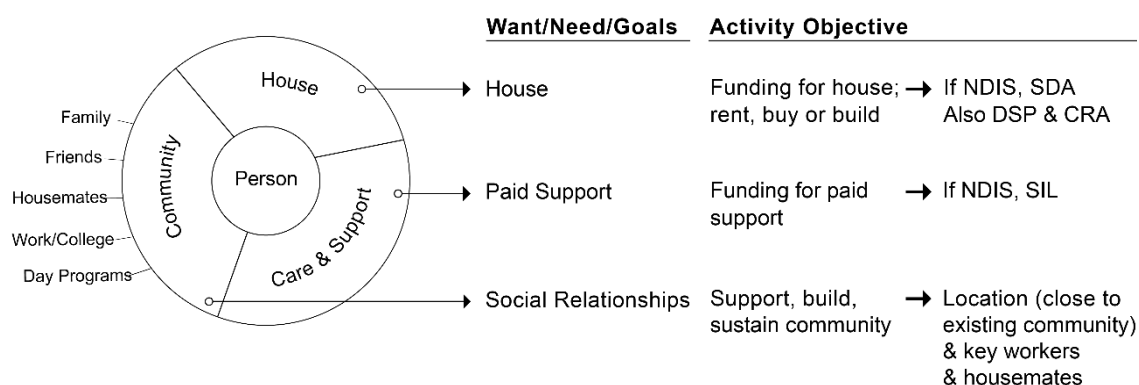 Want/Need/Goals
Activity Objective
House
Community
Person
Care & Support
Family
Friends
Housemates
Work/College
Day Programs
House
Funding for house;
rent, buy or build
If NDIS, SDA
Also DSP & CRA
Paid Support
Funding for paid
support
If NDIS, SIL
Social Relationships
Support, build,
sustain community
Location (close to
existing community)
& key workers
& housemates